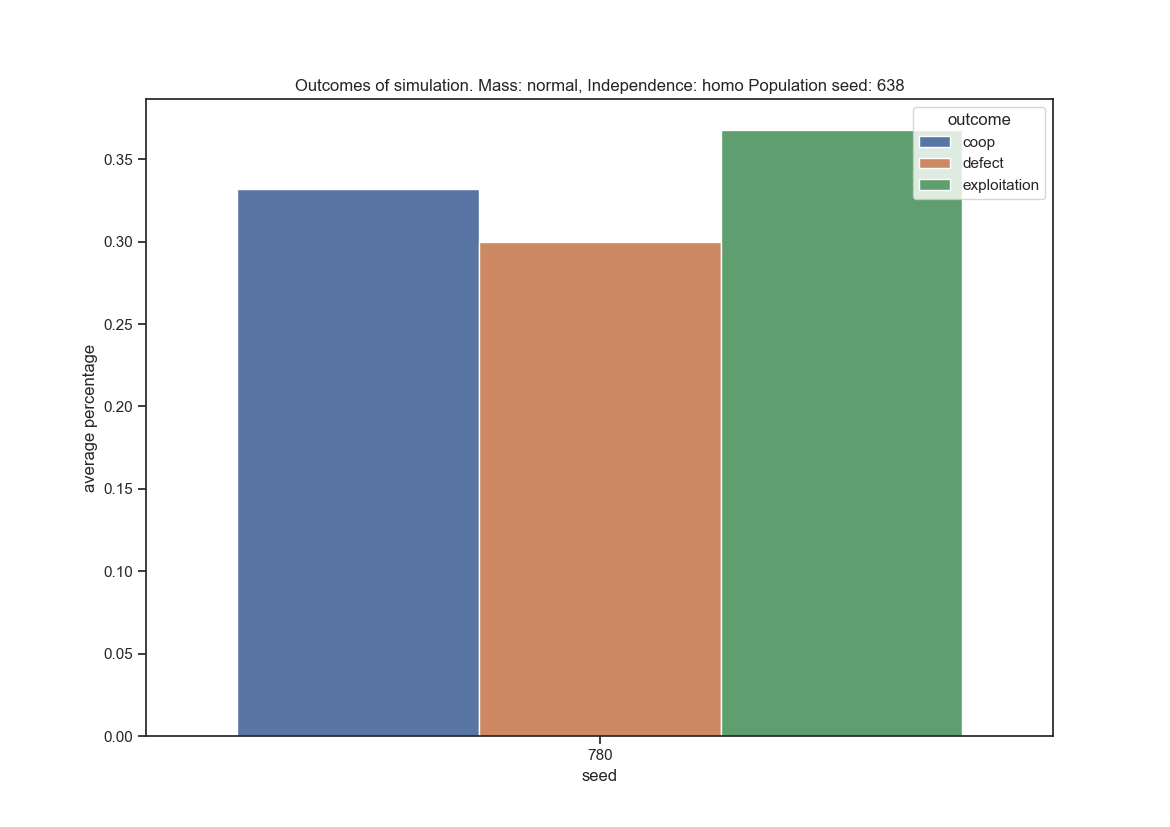 Outcomes of simulation. Mass: normal, Independence: homo Population seed: 638
outcome
coop
defect
exploitation
average percentage
0.35
0.30
0.25
0.20
0.15
0.10
0.05
0.00
780
seed